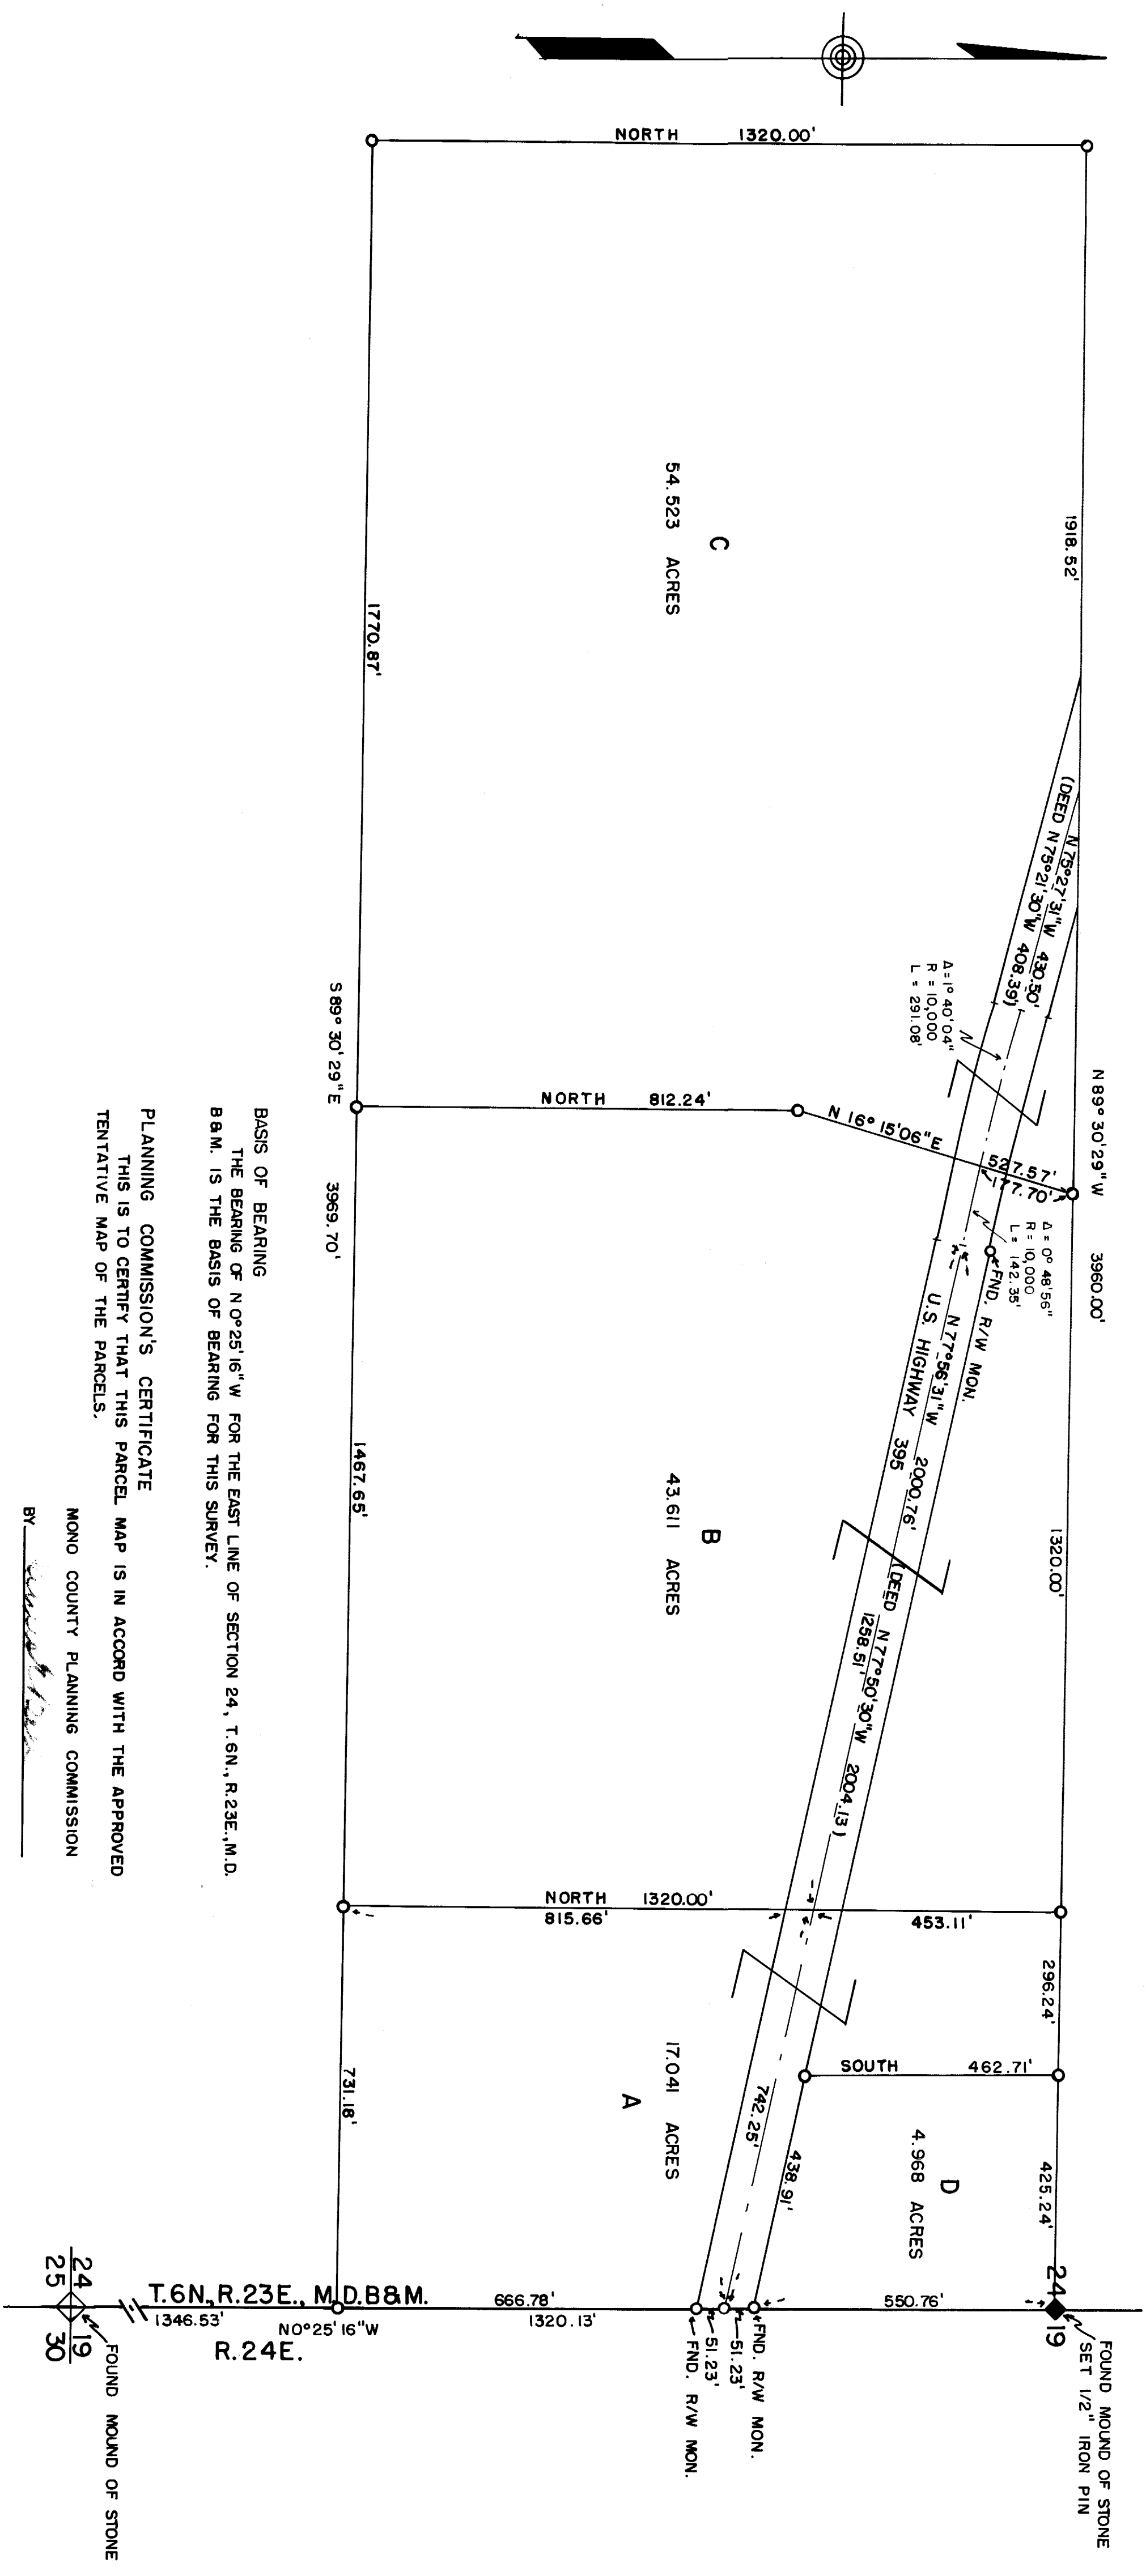 NORTH 1320.00'
1918.52'
C
54.523 ACRES
1770.87'
N 75°27'31"W 430.50'
(DEED N 75°21'30"W 408.39')
Δ=1° 40'04"
R = 10,000
L = 291.08'
N 89° 30'29" W 3960.00'
S 89° 30' 29" E 3969.70'
NORTH 812.24'
N 16° 15'06"E
527.57'
177.70'
Δ = 0° 48'56"
R = 10,000
L = 142.35'
FND. R/W MON.
N 77°56'31"W 2000.76'
(DEED N 77°50'30"W 2004.13)
1258.51'
U.S. HIGHWAY 395
1320.00'
B
43.611 ACRES
1467.65'
NORTH 1320.00'
815.66'
453.11'
296.24'
SOUTH 462.71'
425.24'
D
4.968 ACRES
438.91'
742.25'
17.041 ACRES
A
731.18'
24 19
FOUND MOUND OF STONE
SET 1/2" IRON PIN
550.76'
FND. R/W MON.
51.23'
51.23'
FND. R/W MON.
666.78'
1320.13'
T.6N., R.23E., M.D.B&M.
R.24E.
N0°25'16"W
1346.53'
24 19
25 30
FOUND MOUND OF STONE
BASIS OF BEARING
THE BEARING OF N 0°25'16"W FOR THE EAST LINE OF SECTION 24, T.6N., R.23E., M.D.
B&M. IS THE BASIS OF BEARING FOR THIS SURVEY.
PLANNING COMMISSION'S CERTIFICATE
THIS IS TO CERTIFY THAT THIS PARCEL MAP IS IN ACCORD WITH THE APPROVED
TENTATIVE MAP OF THE PARCELS.
MONO COUNTY PLANNING COMMISSION
BY